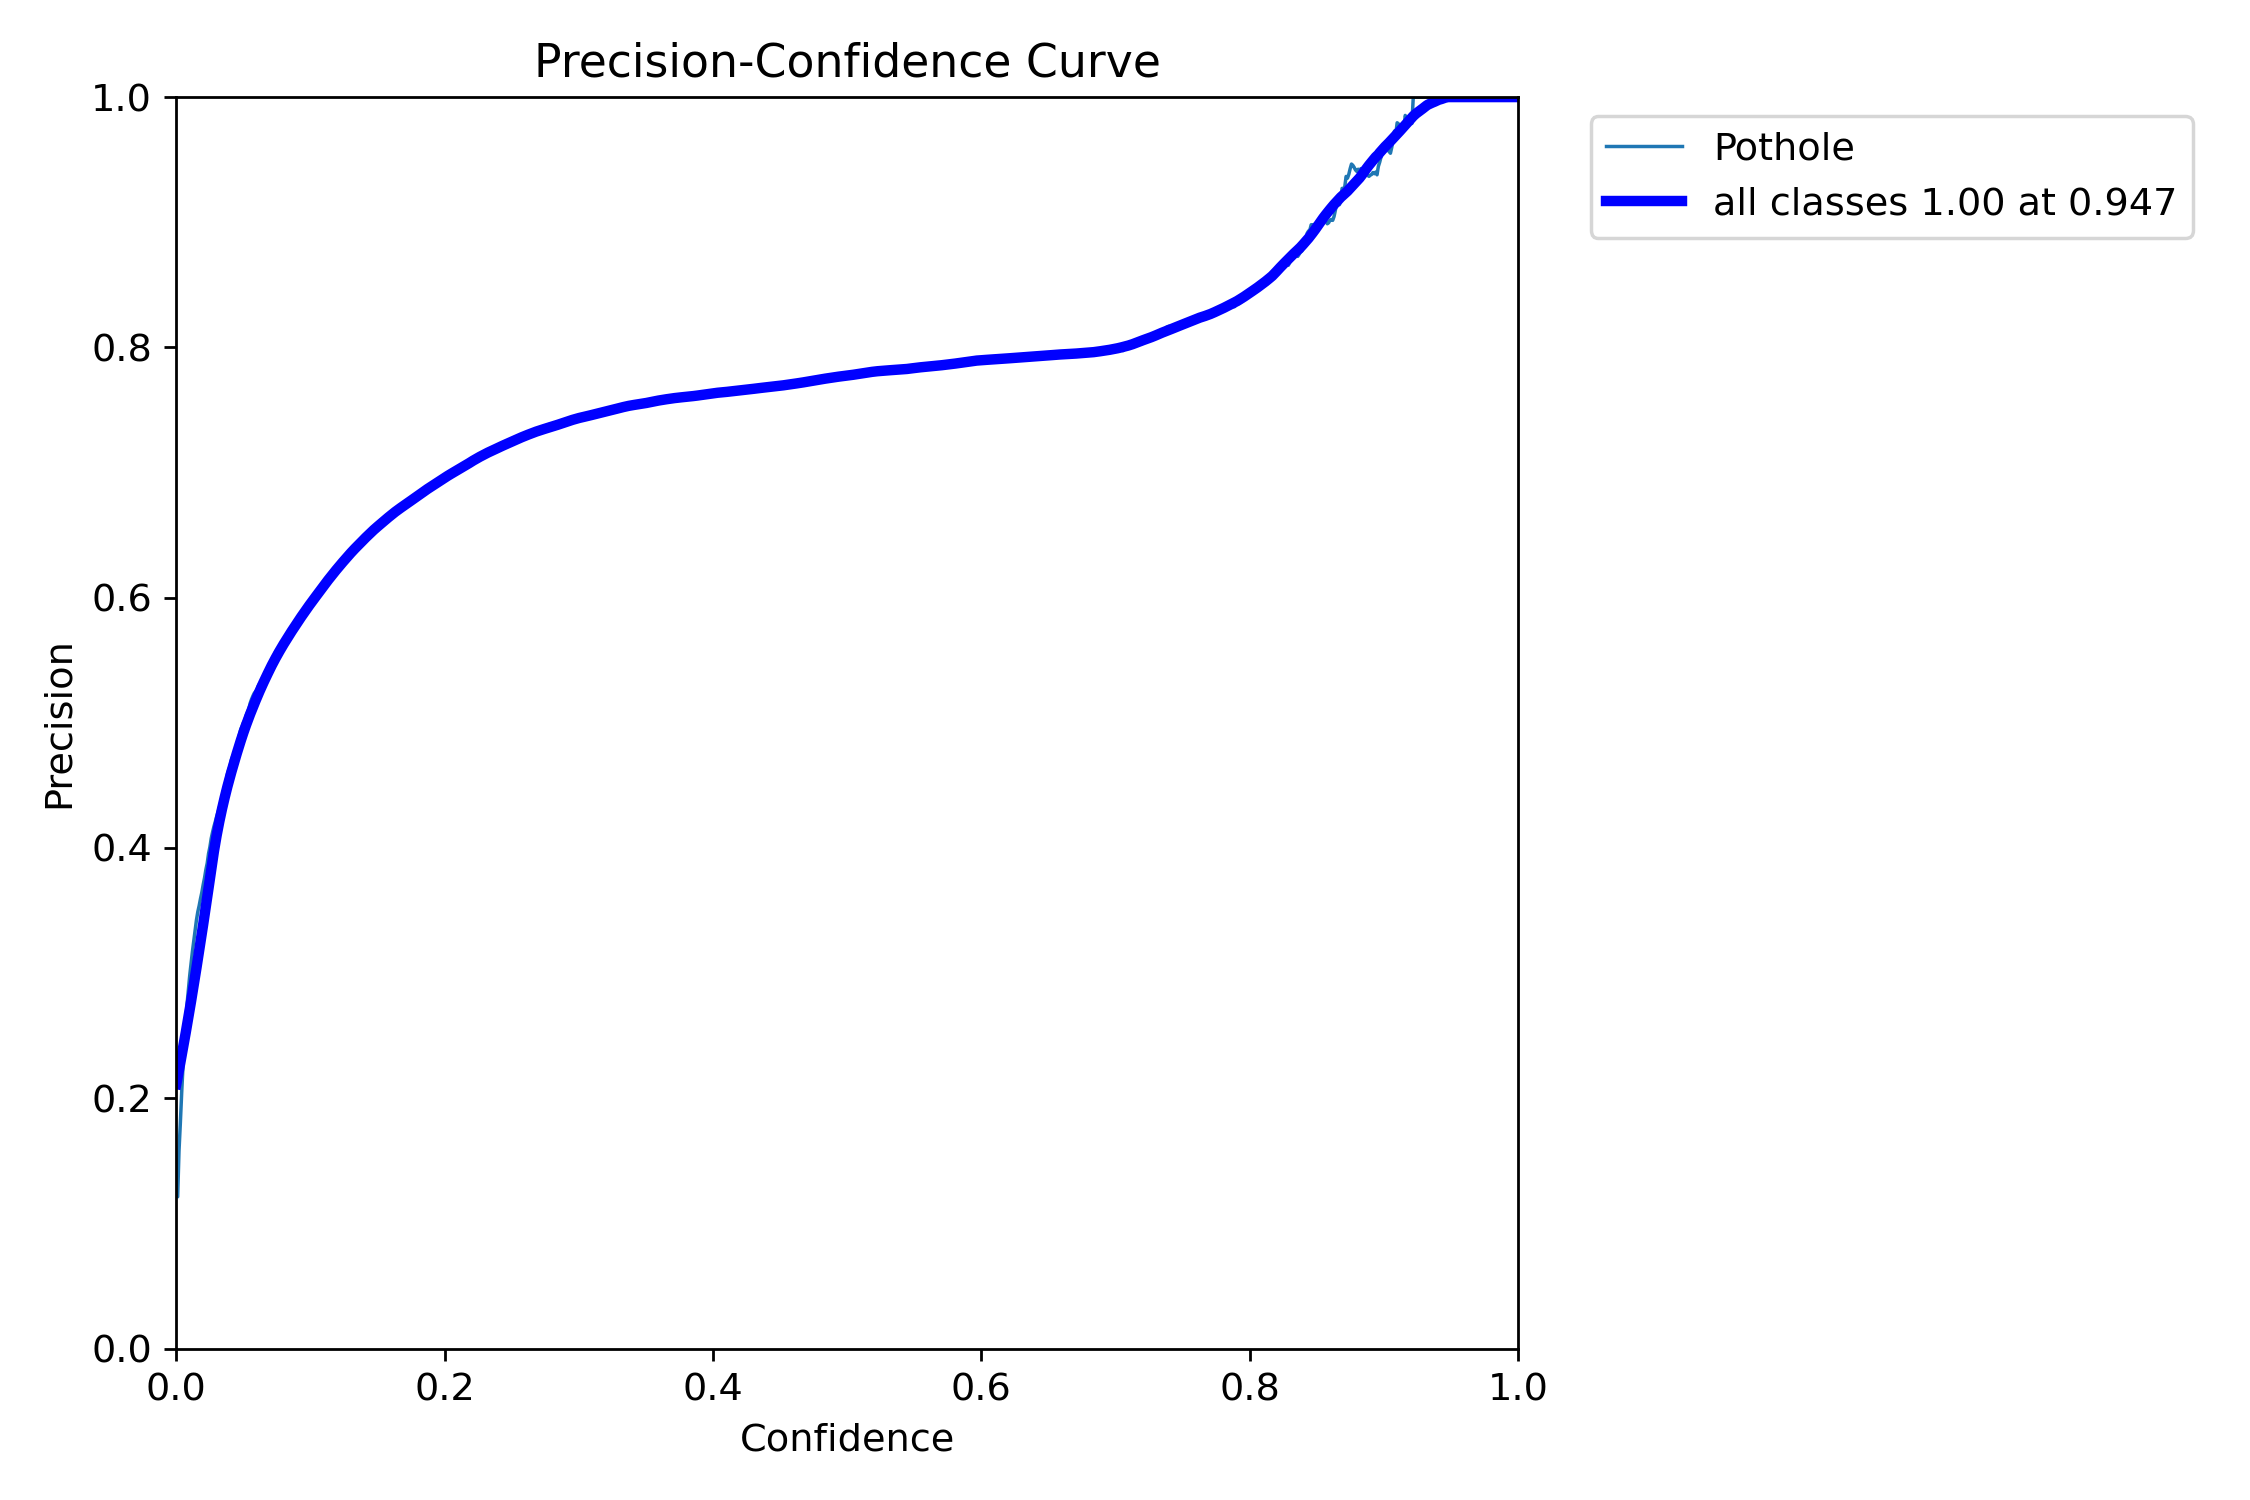 Precision-Confidence Curve
Pothole
all classes 1.00 at 0.947
1.0
0.8
0.6
0.4
0.2
0.0
Precision
0.0 0.2 0.4 0.6 0.8 1.0
Confidence